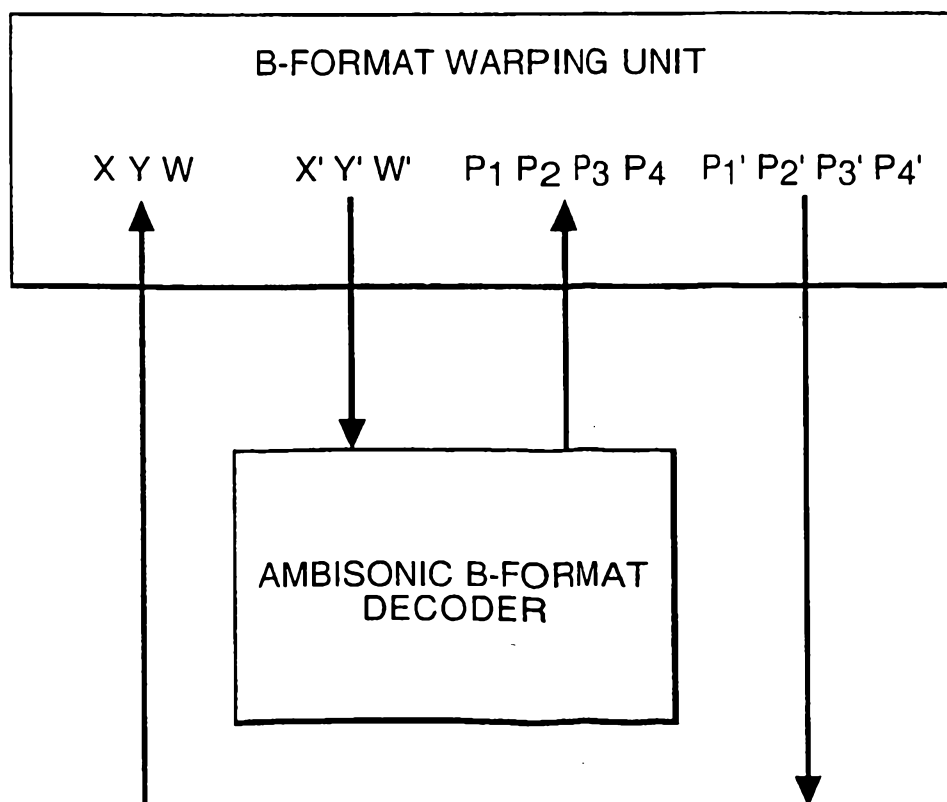 B-FORMAT WARPING UNIT
X Y W X' Y' W' P1 P2 P3 P4 P1' P2' P3' P4'
AMBISONIC B-FORMAT
DECODER